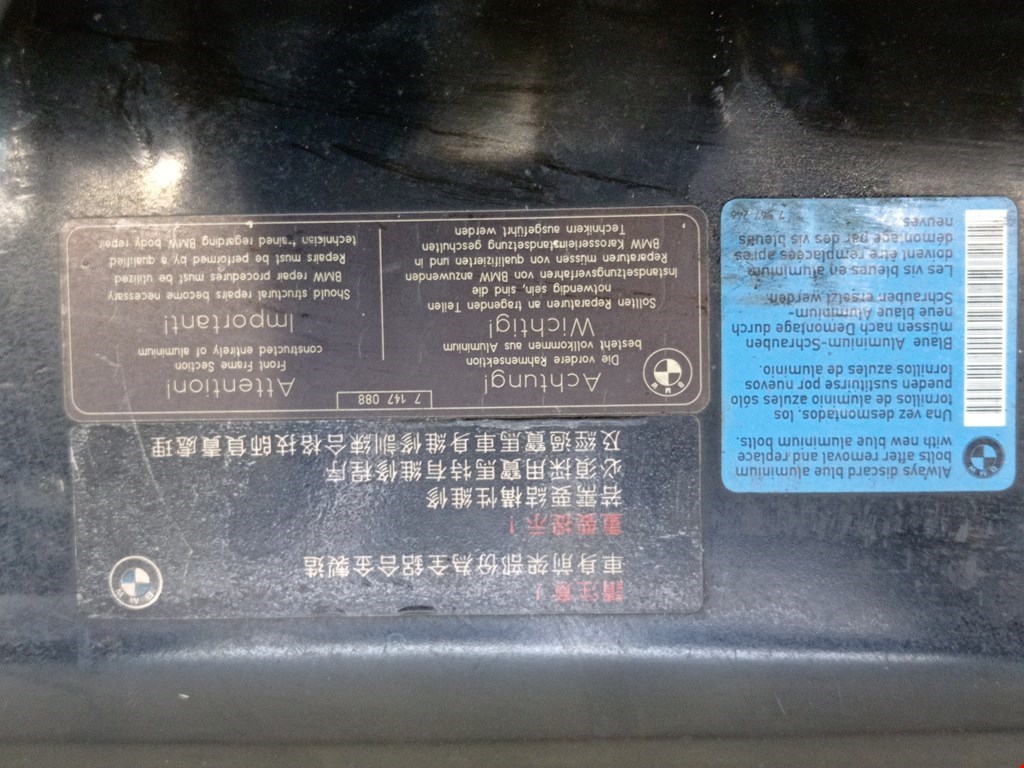 請注意！
車身前架部份為全鋁合金製造
重要提示！
若需要結構性維修
必須採用寶馬特有維修程序
及經過寶馬車身維修訓練合格技師負責處理
7 147 088
Achtung!
Die vordere Rahmensektion
besteht vollkommen aus Aluminium
Wichtig!
Sollten Reparaturen an tragenden Teilen
notwendig sein, sind die
Instandsetzungsverfahren von BMW anzuwenden
Reparaturen müssen von qualifizierten und in
BMW Karosserieinstandsetzung geschulten
Technikern ausgeführt werden
Attention!
Front Frame Section
constructed entirely of aluminium
Important!
Should structural repairs become necessary
BMW repair procedures must be utilized
Repairs must be performed by a qualified
technician trained regarding BMW body repair
Always discard blue aluminium
bolts after removal and replace
with new blue aluminium bolts.
Una vez desmontados, los
tornillos de aluminio azules sólo
pueden sustituirse por nuevos
tornillos azules de aluminio.
Blaue Aluminium-Schrauben
müssen nach Demontage durch
neue blaue Aluminium-
Schrauben ersetzt werden.
Les vis bleues en aluminium
doivent être remplacées après
démontage par des vis bleues
neuves.